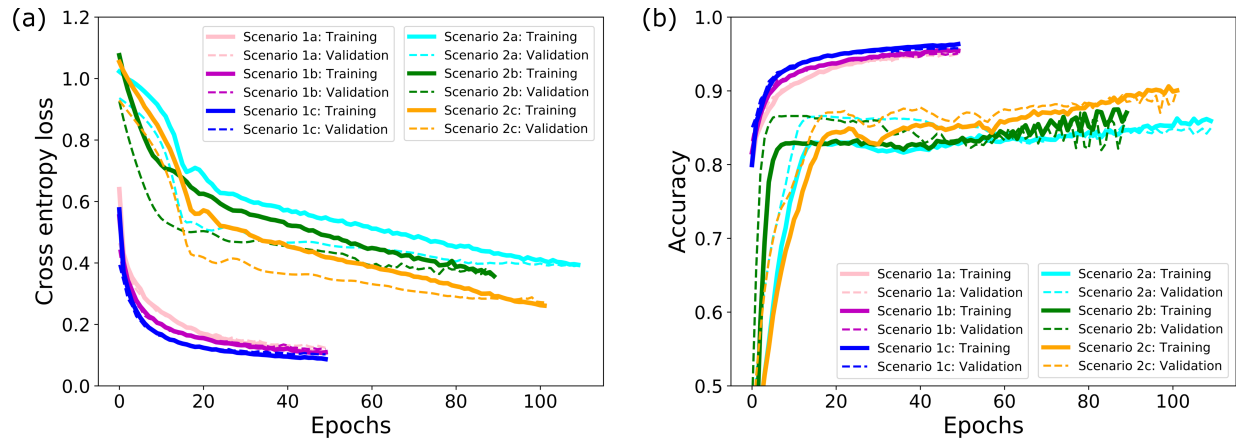 (a)
1.2
1.0
0.8
0.6
0.4
0.2
0.0
Cross entropy loss
0 20 40 60 80 100
Epochs
Scenario 1a: Training
Scenario 1a: Validation
Scenario 1b: Training
Scenario 1b: Validation
Scenario 1c: Training
Scenario 1c: Validation
Scenario 2a: Training
Scenario 2a: Validation
Scenario 2b: Training
Scenario 2b: Validation
Scenario 2c: Training
Scenario 2c: Validation
(b)
1.0
0.9
0.8
0.7
0.6
0.5
Accuracy
0 20 40 60 80 100
Epochs
Scenario 1a: Training
Scenario 1a: Validation
Scenario 1b: Training
Scenario 1b: Validation
Scenario 1c: Training
Scenario 1c: Validation
Scenario 2a: Training
Scenario 2a: Validation
Scenario 2b: Training
Scenario 2b: Validation
Scenario 2c: Training
Scenario 2c: Validation